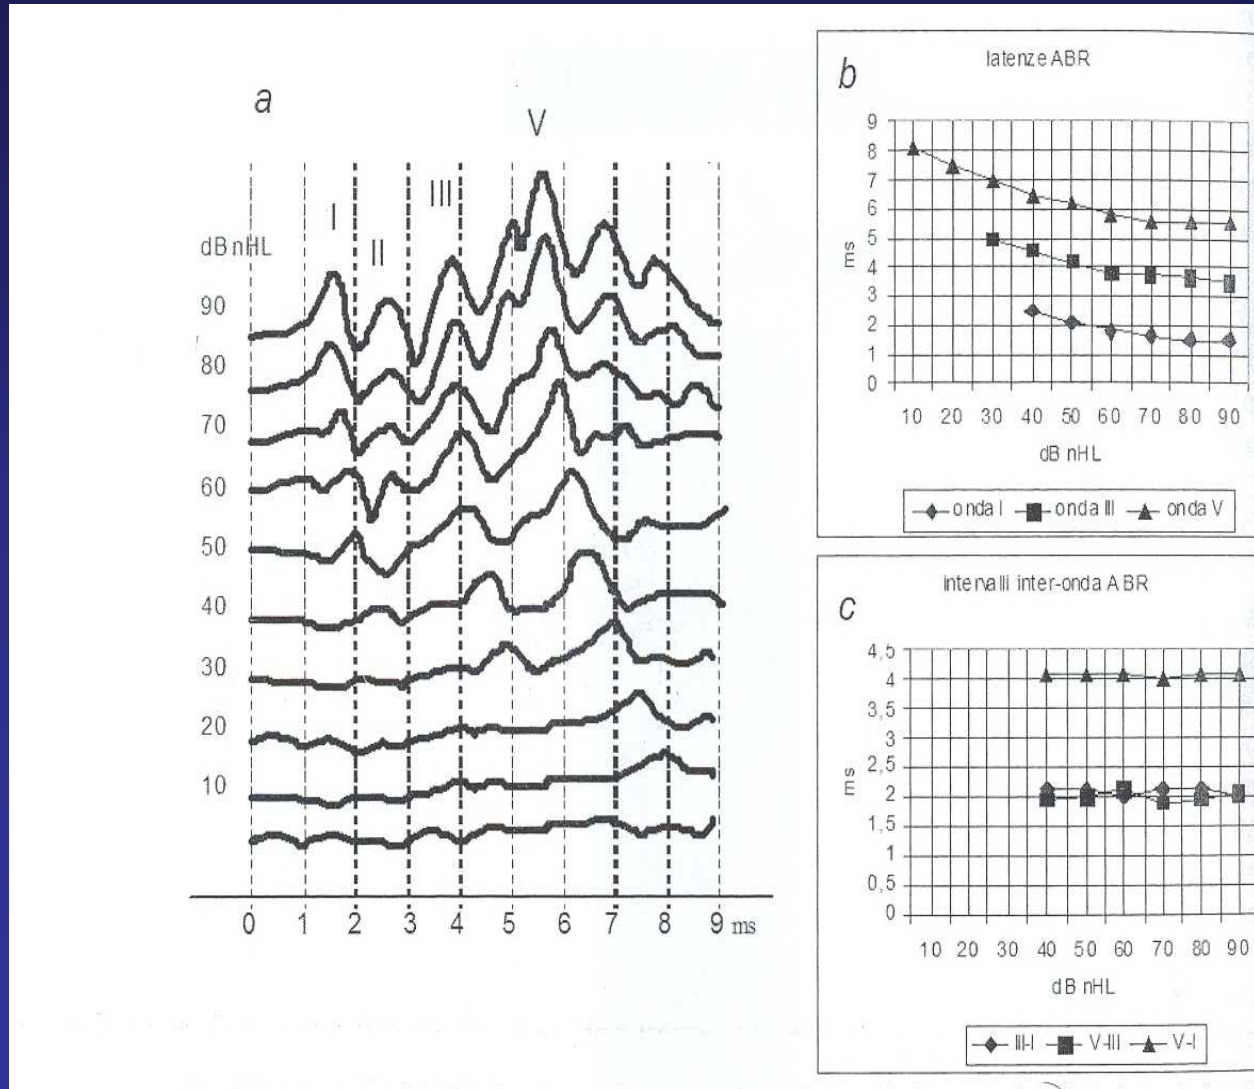 a
V
III
I
II
dB nHL
90
80
70
60
50
40
30
20
10
0 1 2 3 4 5 6 7 8 9 ms
b
latenze ABR
9
8
7
6
5
4
3
2
1
0
ms
10 20 30 40 50 60 70 80 90
dB nHL
onda I onda III onda V
c
intervalli inter-onda ABR
4,5
4
3,5
3
2,5
2
1,5
1
0,5
0
ms
10 20 30 40 50 60 70 80 90
dB nHL
III-I V-III V-I